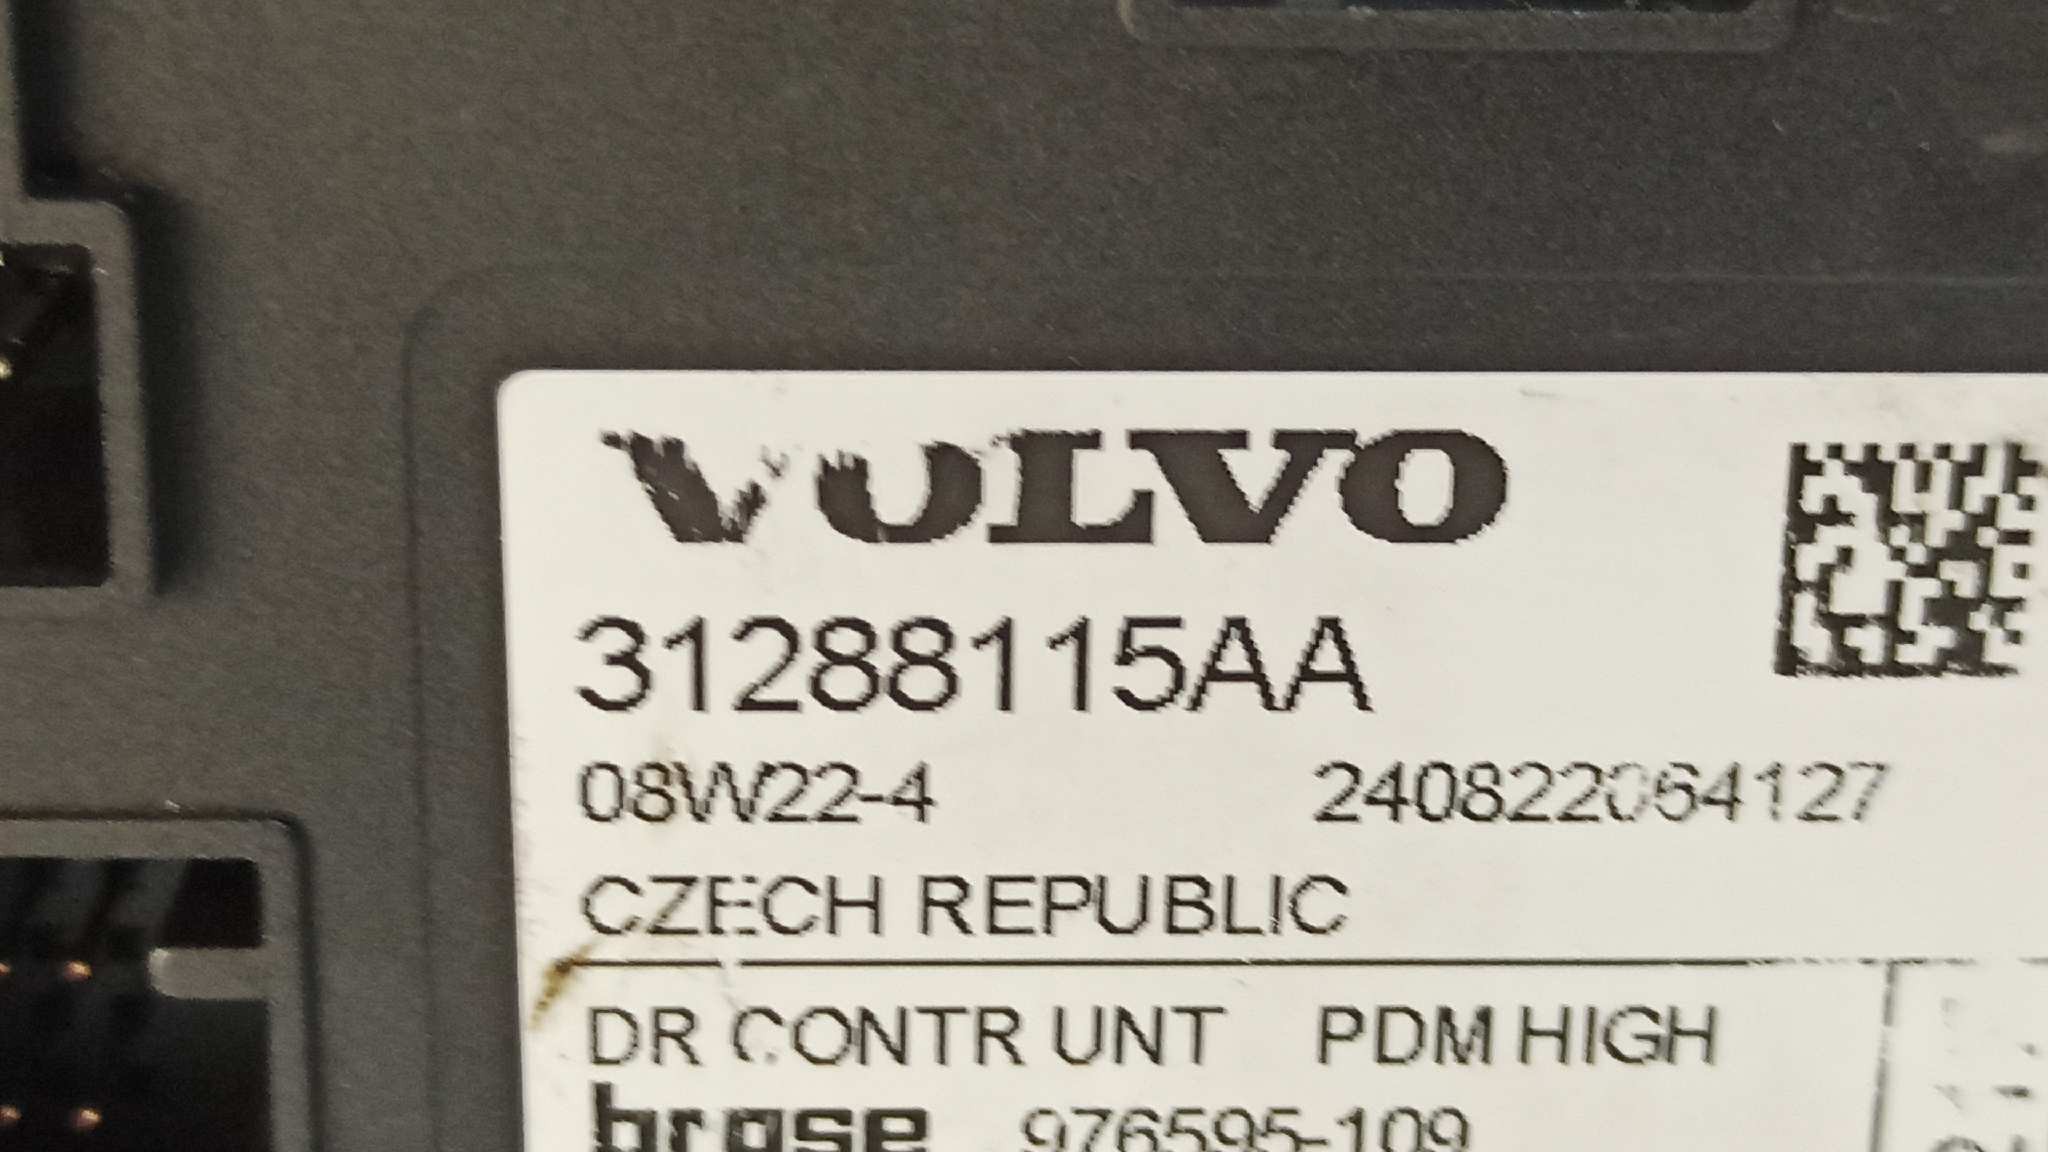 VOLVO
31288115AA
08W22-4 240822064127
CZECH REPUBLIC
DR CONTR UNT PDM HIGH
brose 976595-109